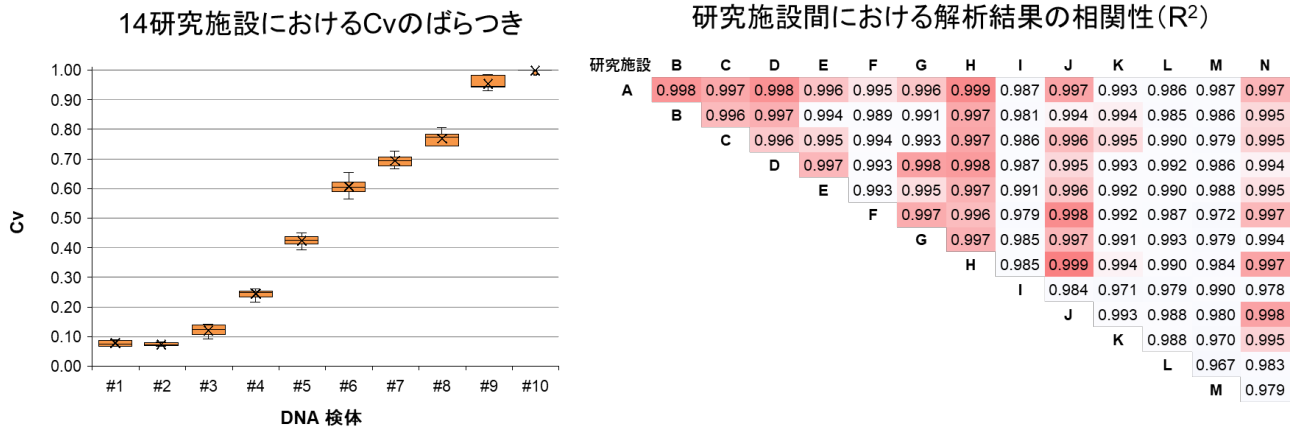 14研究施設におけるCvのばらつき
1.00
0.90
0.80
0.70
0.60
0.50
0.40
0.30
0.20
0.10
0.00
Cv
#1 #2 #3 #4 #5 #6 #7 #8 #9 #10
DNA 検体
研究施設間における解析結果の相関性(R²)
研究施設 B C D E F G H I J K L M N
A 0.998 0.997 0.998 0.996 0.995 0.996 0.999 0.987 0.997 0.993 0.986 0.987 0.997
B 0.996 0.997 0.994 0.989 0.991 0.997 0.981 0.994 0.994 0.985 0.986 0.995
C 0.996 0.995 0.994 0.993 0.997 0.986 0.996 0.995 0.990 0.979 0.995
D 0.997 0.993 0.998 0.998 0.987 0.995 0.993 0.992 0.986 0.994
E 0.993 0.995 0.997 0.991 0.996 0.992 0.990 0.988 0.995
F 0.997 0.996 0.979 0.998 0.992 0.987 0.972 0.997
G 0.997 0.985 0.997 0.991 0.993 0.979 0.994
H 0.985 0.999 0.994 0.990 0.984 0.997
I 0.984 0.971 0.979 0.990 0.978
J 0.993 0.988 0.980 0.998
K 0.988 0.970 0.995
L 0.967 0.983
M 0.979